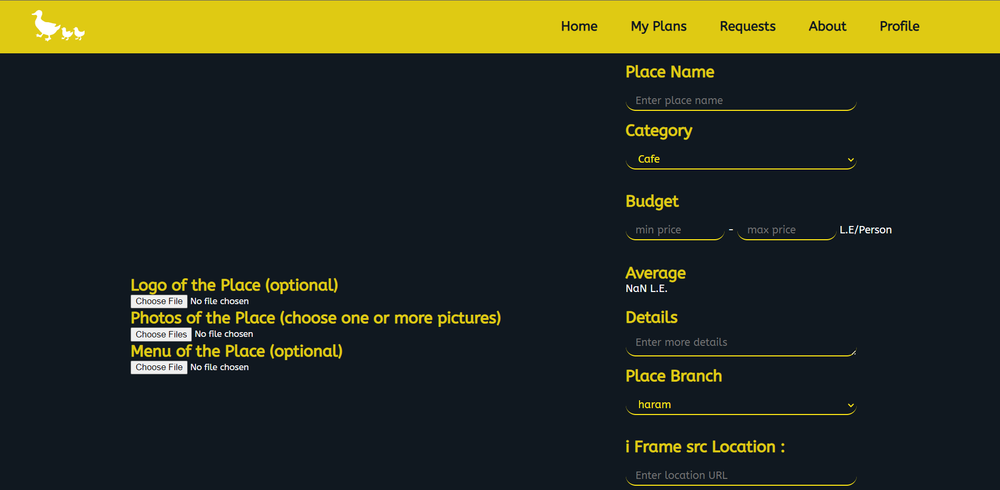 Home My Plans Requests About Profile
Logo of the Place (optional)
Choose File No file chosen
Photos of the Place (choose one or more pictures)
Choose Files No file chosen
Menu of the Place (optional)
Choose File No file chosen
Place Name
Enter place name
Category
Cafe
Budget
min price - max price L.E/Person
Average
NaN L.E.
Details
Enter more details
Place Branch
haram
i Frame src Location :
Enter location URL